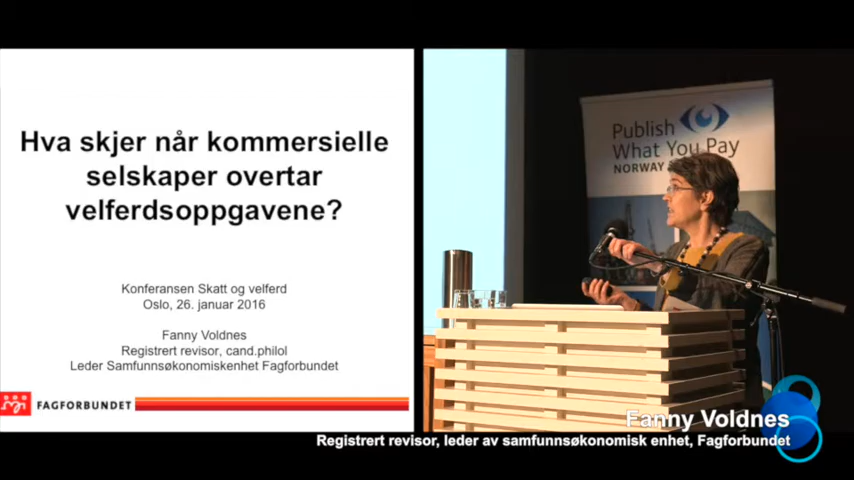 Hva skjer når kommersielle
selskaper overtar
velferdsoppgavene?
Konferansen Skatt og velferd
Oslo, 26. januar 2016
Fanny Voldnes
Registrert revisor, cand.philol
Leder Samfunnsøkonomiskenhet Fagforbundet
FAGFORBUNDET
Publish
What You Pay
NORWAY
Fanny Voldnes
Registrert revisor, leder av samfunnsøkonomisk enhet, Fagforbundet